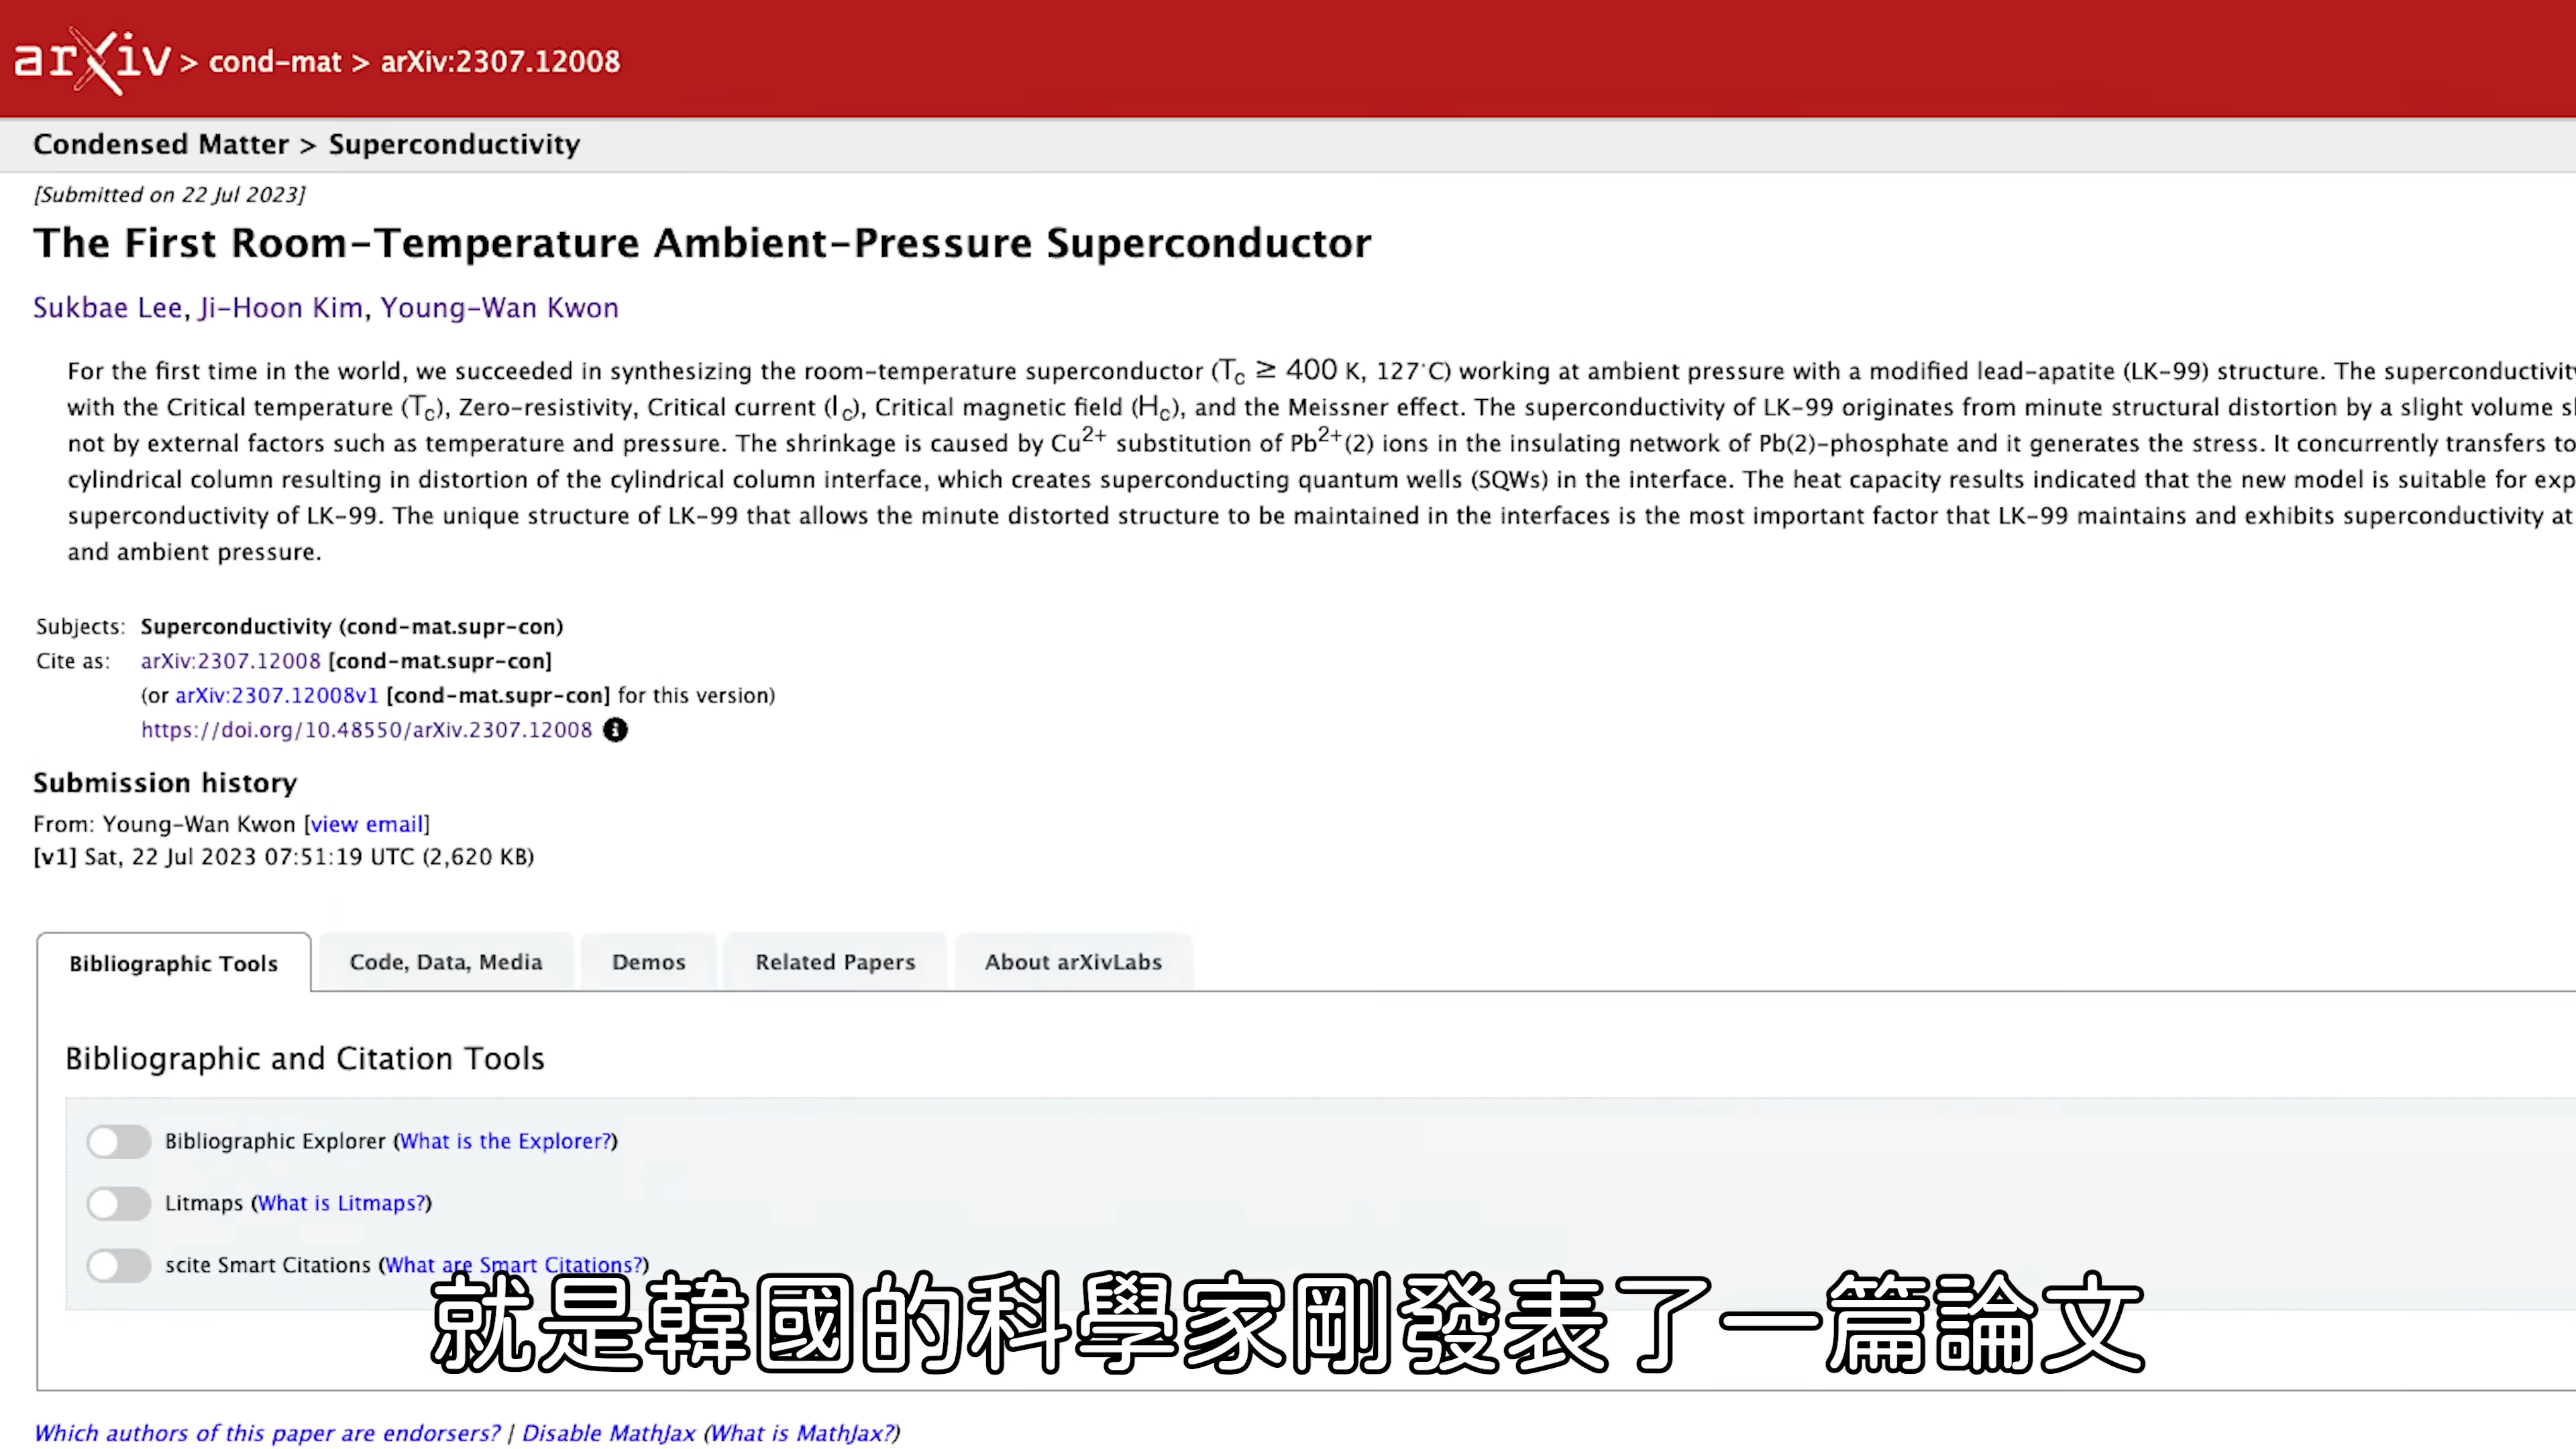 arXiv > cond-mat > arXiv:2307.12008
Condensed Matter > Superconductivity
[Submitted on 22 Jul 2023]
The First Room-Temperature Ambient-Pressure Superconductor
Sukbae Lee, Ji-Hoon Kim, Young-Wan Kwon
For the first time in the world, we succeeded in synthesizing the room-temperature superconductor (Tc ≥ 400 K, 127∘C) working at ambient pressure with a modified lead-apatite (LK-99) structure. The
with the Critical temperature (Tc), Zero-resistivity, Critical current (Ic), Critical magnetic field (Hc), and the Meissner effect. The superconductivity of LK-99 originates from minute structural distortion by a slight volume
not by external factors such as temperature and pressure. The shrinkage is caused by Cu2+ substitution of Pb2+(2) ions in the insulating network of Pb(2)-phosphate and it generates the stress. It concurrently transfers to
cylindrical column resulting in distortion of the cylindrical column interface, which creates superconducting quantum wells (SQWs) in the interface. The heat capacity results indicated that the new model is suitable for
superconductivity of LK-99. The unique structure of LK-99 that allows the minute distorted structure to be maintained in the interfaces is the most important factor that LK-99 maintains and exhibits superconductivity at
and ambient pressure.
Subjects: Superconductivity (cond-mat.supr-con)
Cite as: arXiv:2307.12008 [cond-mat.supr-con]
(or arXiv:2307.12008v1 [cond-mat.supr-con] for this version)
https://doi.org/10.48550/arXiv.2307.12008
Submission history
From: Young-Wan Kwon [view email]
[v1] Sat, 22 Jul 2023 07:51:19 UTC (2,620 KB)
Bibliographic Tools Code, Data, Media Demos Related Papers About arXivLabs
Bibliographic and Citation Tools
Bibliographic Explorer (What is the Explorer?)
Litmaps (What is Litmaps?)
scite Smart Citations (What are Smart Citations?)
就是韓國的科學家剛發表了一篇論文
Which authors of this paper are endorsers? | Disable MathJax (What is MathJax?)